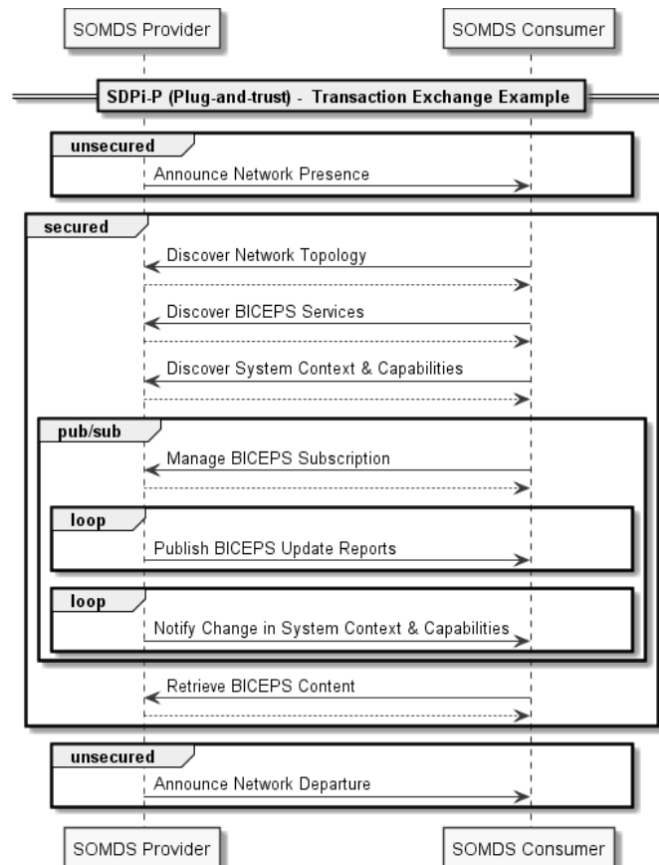 SOMDS Provider
SOMDS Consumer
SDPi-P (Plug-and-trust) - Transaction Exchange Example
unsecured
Announce Network Presence
secured
Discover Network Topology
Discover BICEPS Services
Discover System Context & Capabilities
pub/sub
Manage BICEPS Subscription
loop
Publish BICEPS Update Reports
loop
Notify Change in System Context & Capabilities
Retrieve BICEPS Content
unsecured
Announce Network Departure
SOMDS Provider
SOMDS Consumer